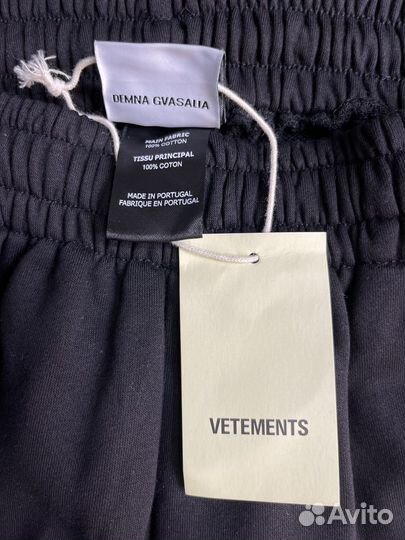 DEMNA GVASALIA
MAIN FABRIC
100% COTTON
TISSU PRINCIPAL
100% COTON
MADE IN PORTUGAL
FABRIQUE EN PORTUGAL
VETEMENTS
Avito